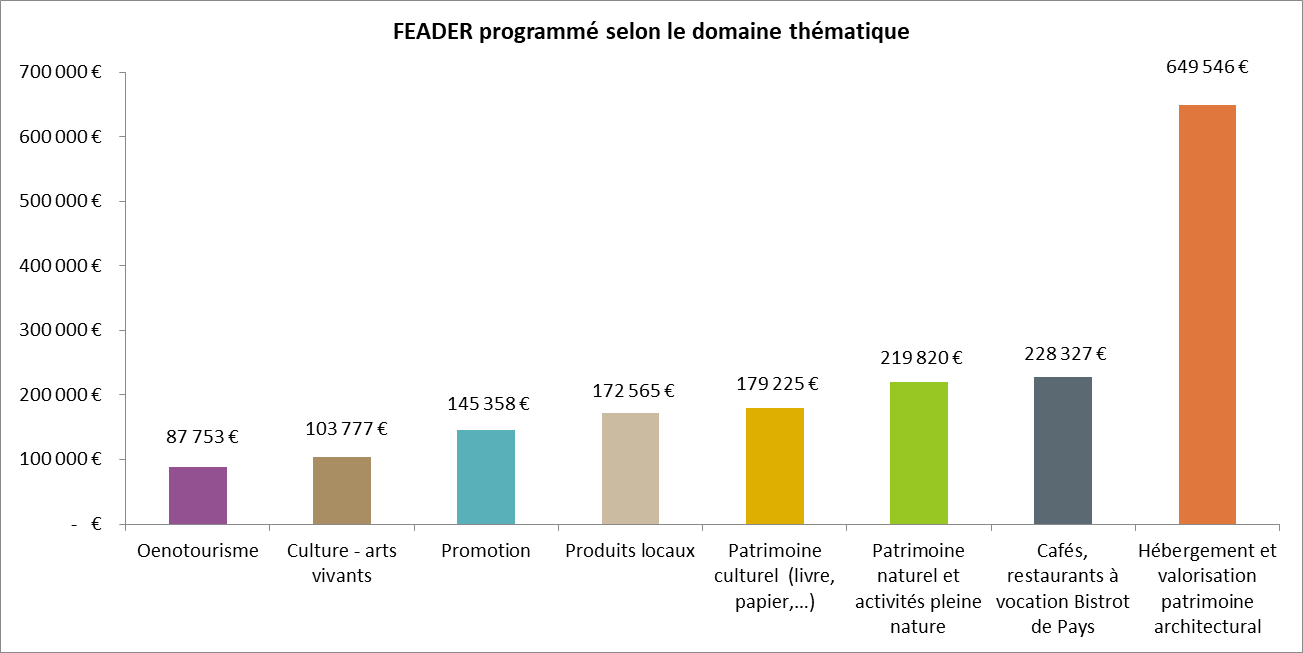 FEADER programmé selon le domaine thématique
700 000 €
600 000 €
500 000 €
400 000 €
300 000 €
200 000 €
100 000 €
- €
87 753 €
103 777 €
145 358 €
172 565 €
179 225 €
219 820 €
228 327 €
649 546 €
Oenotourisme
Culture - arts
vivants
Promotion
Produits locaux
Patrimoine
culturel (livre,
papier,...)
Patrimoine
naturel et
activités pleine
nature
Cafés,
restaurants à
vocation Bistrot
de Pays
Hébergement et
valorisation
patrimoine
architectural